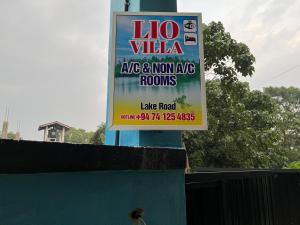 LIO
VILLA
A/C & NON A/C
ROOMS
Lake Road
HOTLINE +94 74 125 4835